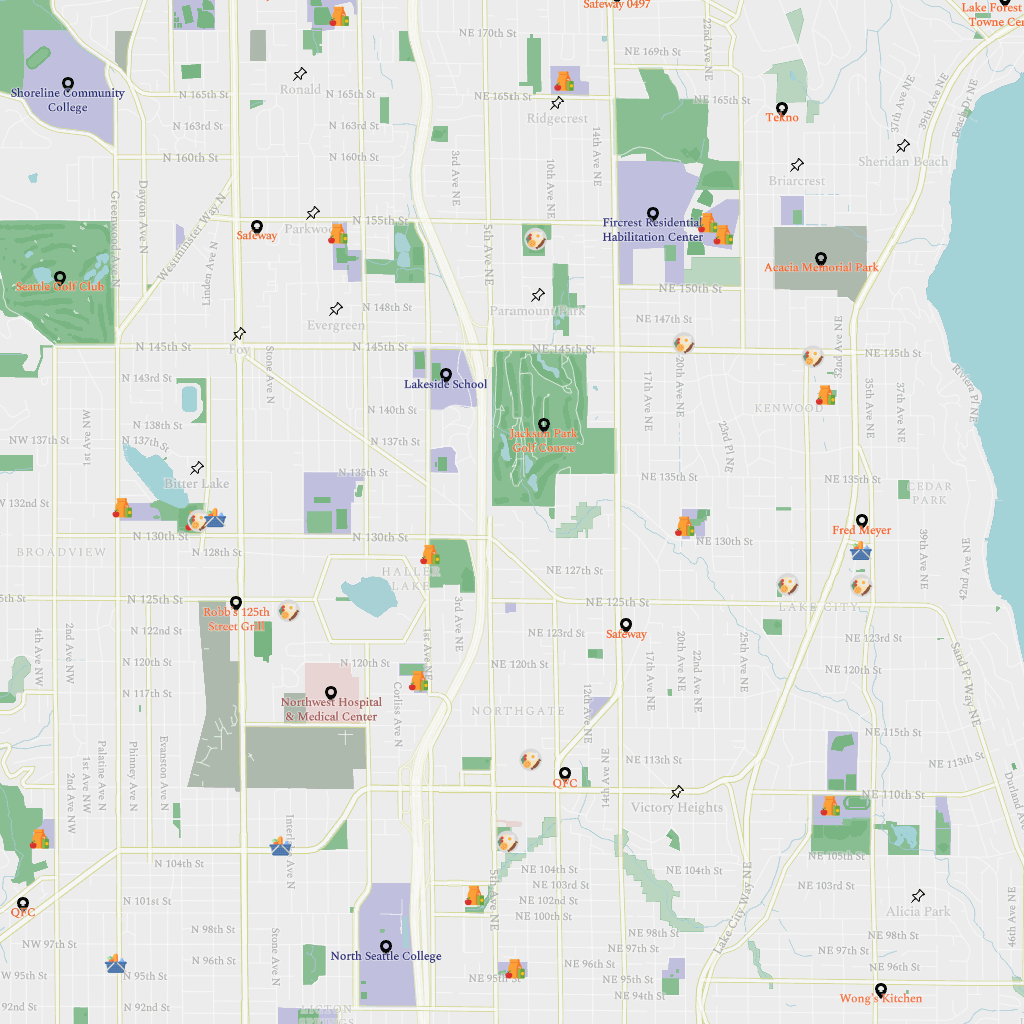 Safeway 0497
Lake Forest
Towne Cen
NE 170th St
NE 169th St
22nd Ave NE
Shoreline Community
College
Ronald
N 165th St
N 165th St
NE 165th St
NE 165th St
Ridgecrest
Tekno
37th Ave NE
39th Ave NE
Beach Dr NE
N 163rd St
N 163rd St
14th Ave NE
N 160th St
N 160th St
3rd Ave NE
10th Ave NE
Sheridan Beach
Briarcrest
Greenwood Ave N
Dayton Ave N
Westminster Way N
Linden Ave N
Safeway
Parkwood
N 155th St
5th Ave NE
Fircrest Residential
Habilitation Center
Acacia Memorial Park
Seattle Golf Club
NE 150th St
N 148th St
Paramount Park
Evergreen
NE 147th St
Foy
N 145th St
N 145th St
NE 145th St
NE 145th St
32nd Ave NE
Stone Ave N
N 143rd St
Lakeside School
17th Ave NE
20th Ave NE
35th Ave NE
37th Ave NE
Riviera Pl NE
1st Ave NW
N 140th St
KENWOOD
N 138th St
N 137th St
NW 137th St
N 137th St
Jackson Park
Golf Course
23rd Pl NE
Bitter Lake
N 135th St
NE 135th St
NE 135th St
CEDAR
PARK
W 132nd St
N 130th St
N 130th St
NE 130th St
Fred Meyer
BROADVIEW
N 128th St
HALLER
LAKE
NE 127th St
39th Ave NE
42nd Ave NE
5th St
N 125th St
Robb's 125th
Street Grill
NE 125th St
LAKE CITY
3rd Ave NE
1st Ave NE
4th Ave NW
2nd Ave NW
N 122nd St
NE 123rd St
Safeway
NE 123rd St
N 120th St
N 120th St
NE 120th St
NE 120th St
17th Ave NE
20th Ave NE
22nd Ave NE
25th Ave NE
Sand Pt Way NE
N 117th St
Northwest Hospital
& Medical Center
Corliss Ave N
NORTHGATE
12th Ave NE
NE 115th St
NE 113th St
Palatine Ave N
1st Ave NW
2nd Ave NW
Phinney Ave N
Evanston Ave N
QFC
14th Ave NE
Victory Heights
NE 110th St
Durland Av
N 104th St
NE 105th St
NE 104th St
NE 104th St
NE 103rd St
NE 103rd St
N 101st St
NE 102nd St
NE 100th St
5th Ave NE
QFC
Alicia Park
Lake City Way NE
46th Ave NE
N 98th St
NE 98th St
NE 98th St
NW 97th St
NE 97th St
NE 97th St
North Seattle College
Stone Ave N
N 96th St
NE 96th St
NE 96th St
W 95th St
N 95th St
NE 95th St
NE 95th St
NE 94th St
Wong's Kitchen
92nd St
N 92nd St
N 92nd St